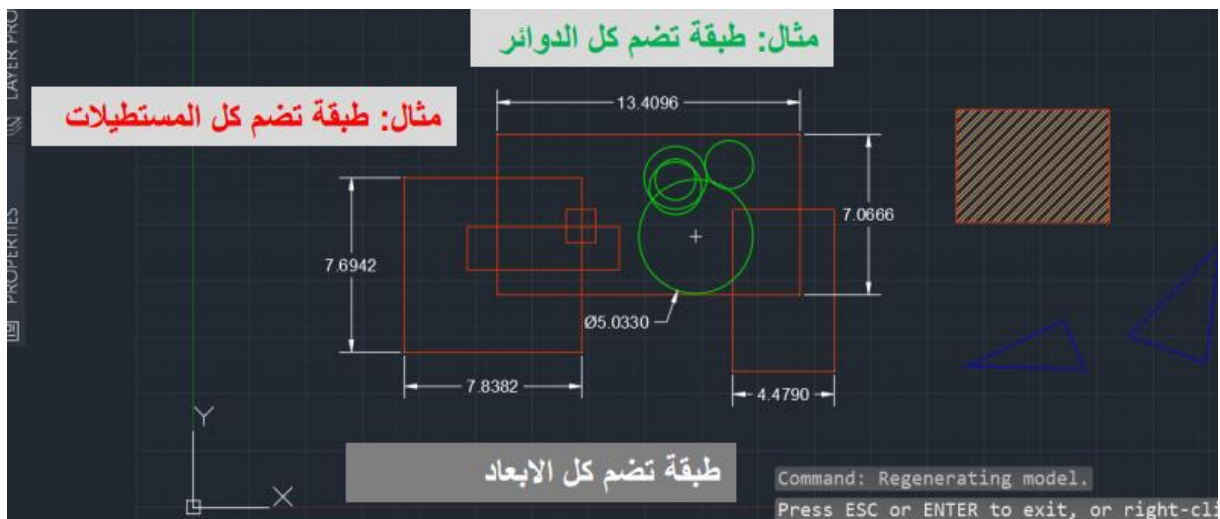 مثال: طبقة تضم كل الدوائر
مثال: طبقة تضم كل المستطيلات
LAYER PRO
PROPERTIES
13.4096
7.0666
7.6942
Ø5.0330
7.8382
4.4790
Y
X
طبقة تضم كل الابعاد
Command: Regenerating model.
Press ESC or ENTER to exit, or right-cli